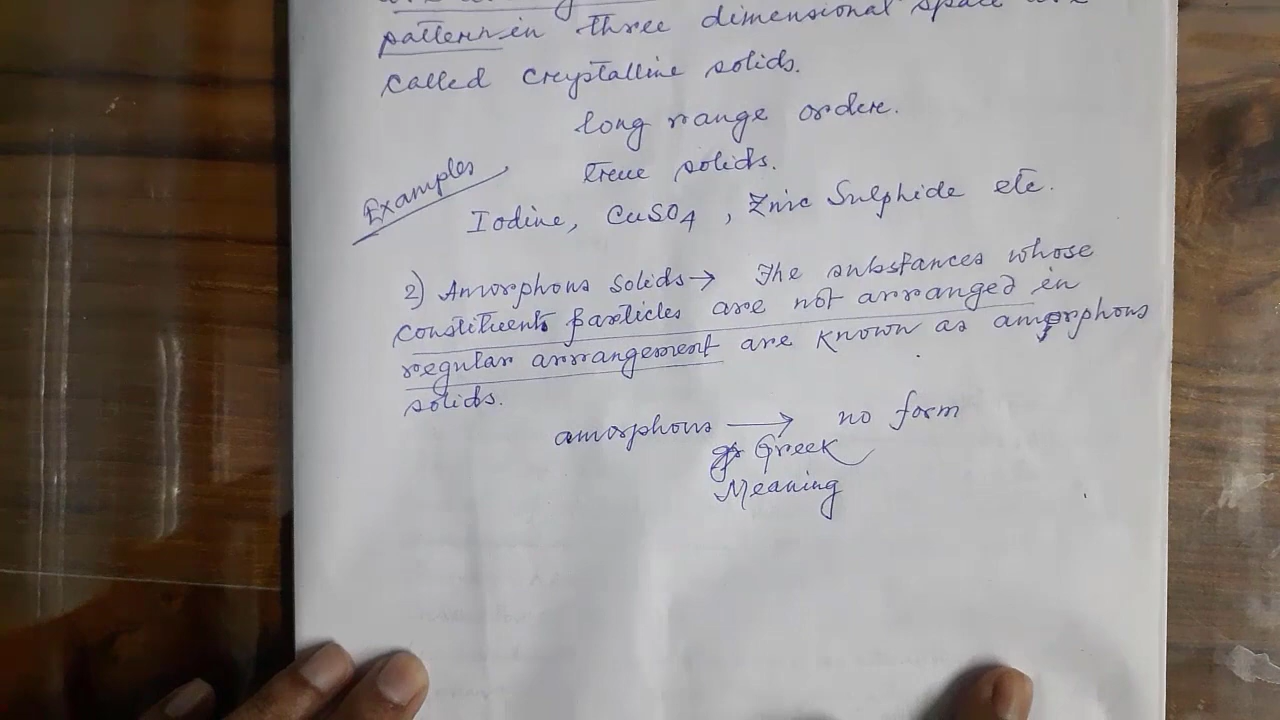 pattern in three dimensional space are
called Crystalline solids.
long range order.
true solids.
Examples
Iodine, CuSO4, Zinc Sulphide etc.
2) Amorphous Solids → The substances whose
constituents particles are not arranged in
regular arrangement are known as amorphous
solids.
amorphous → no form
Greek
Meaning